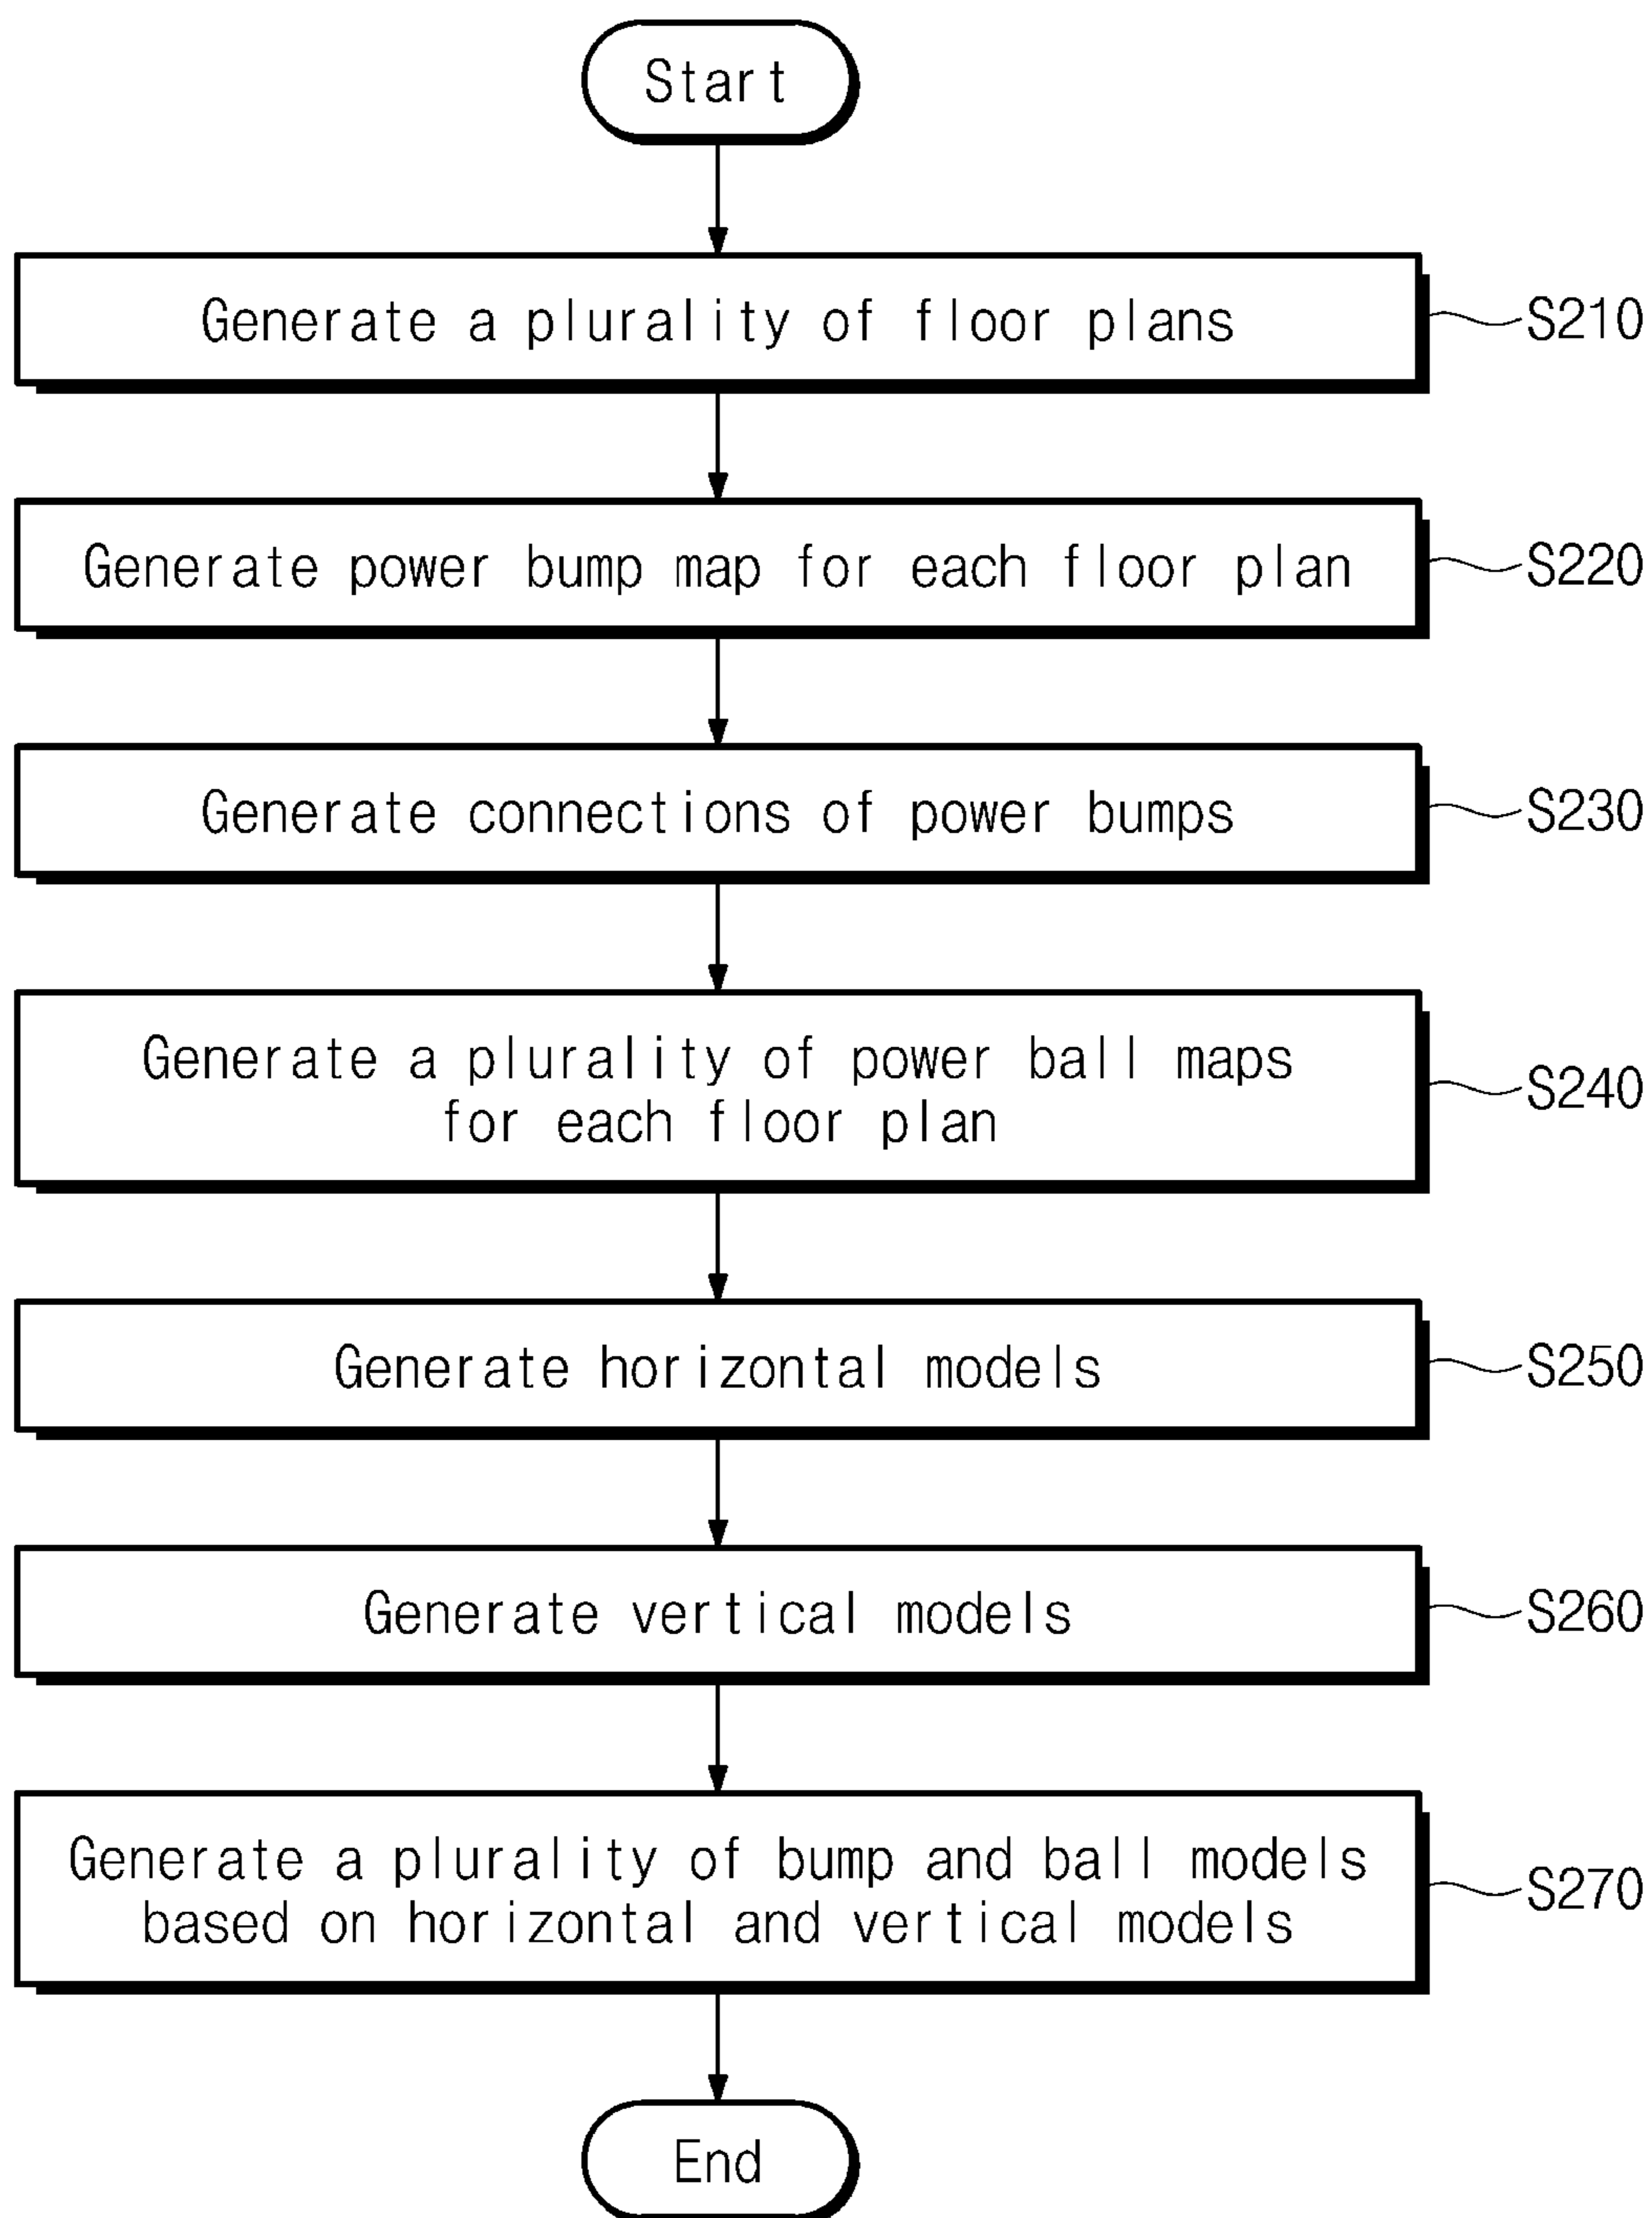 Start
Generate a plurality of floor plans
S210
Generate power bump map for each floor plan
S220
Generate connections of power bumps
S230
Generate a plurality of power ball maps
for each floor plan
S240
Generate horizontal models
S250
Generate vertical models
S260
Generate a plurality of bump and ball models
based on horizontal and vertical models
S270
End